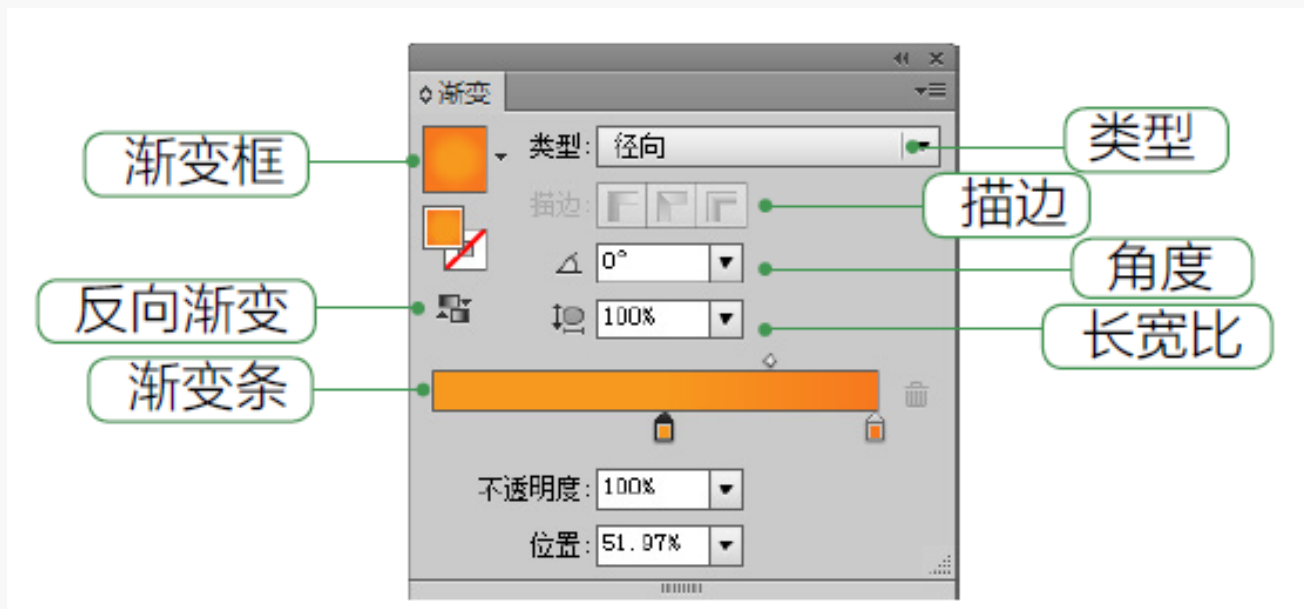 渐变
渐变框
类型: 径向
类型
描边:
描边
0°
角度
反向渐变
100%
长宽比
渐变条
不透明度: 100%
位置: 51.97%